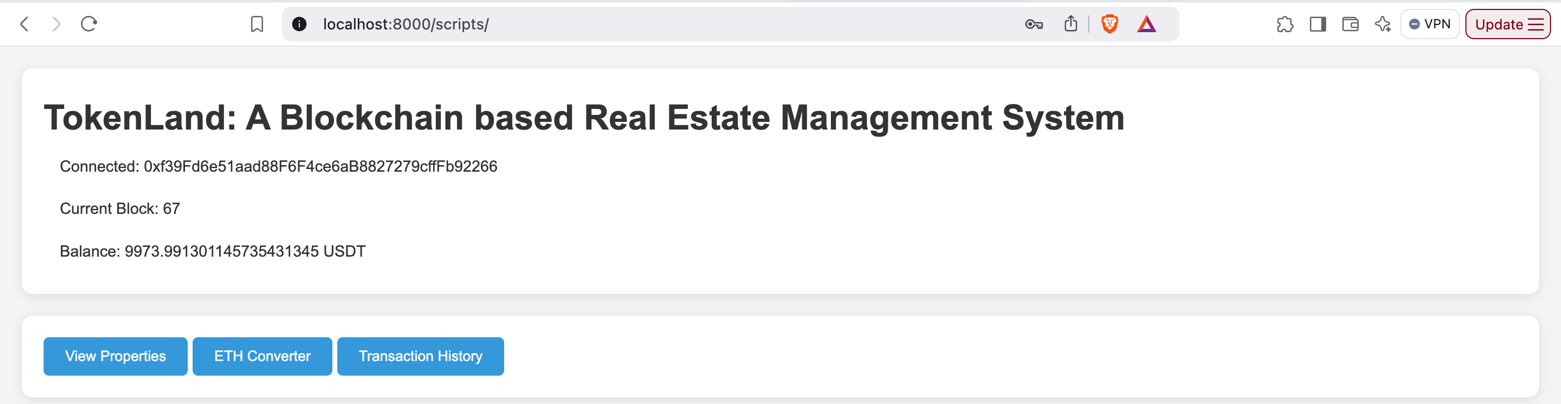 localhost:8000/scripts/
VPN
Update
TokenLand: A Blockchain based Real Estate Management System
Connected: 0xf39Fd6e51aad88F6F4ce6aB8827279cffFb92266
Current Block: 67
Balance: 9973.991301145735431345 USDT
View Properties ETH Converter Transaction History